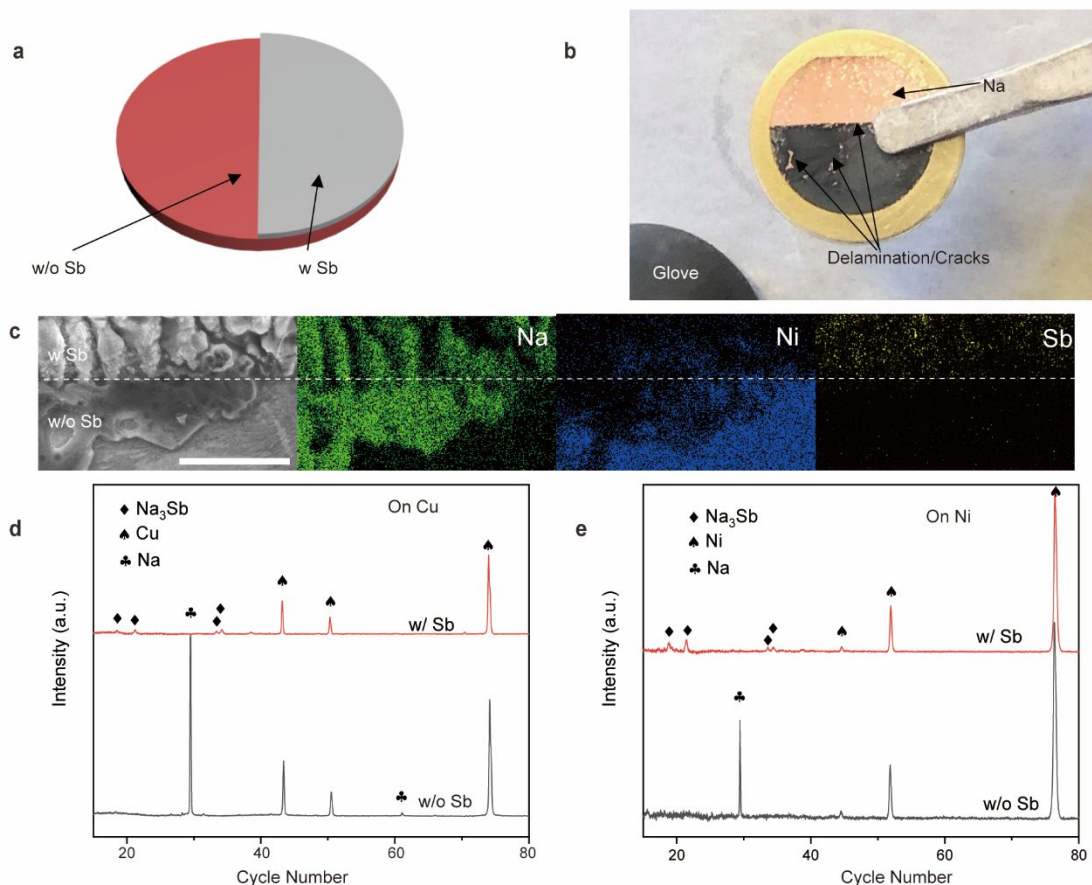 a
w/o Sb
w Sb
b
Na
Delamination/Cracks
Glove
c
w Sb
w/o Sb
Na
Ni
Sb
d
♦ Na₃Sb
♠ Cu
♣ Na
On Cu
w/ Sb
w/o Sb
Intensity (a.u.)
20
40
60
80
Cycle Number
e
♦ Na₃Sb
♠ Ni
♣ Na
On Ni
w/ Sb
w/o Sb
Intensity (a.u.)
20
40
60
80
Cycle Number